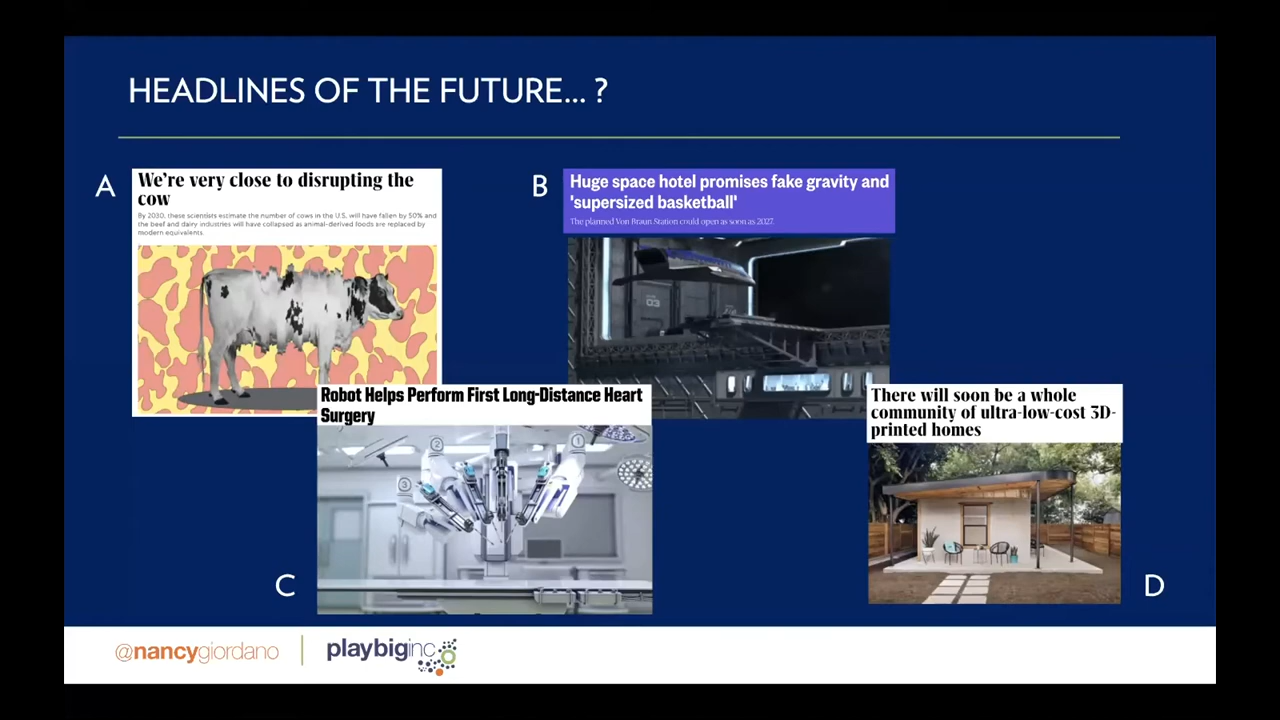 HEADLINES OF THE FUTURE... ?
A
We're very close to disrupting the
cow
By 2030, these scientists estimate the number of cows in the U.S. will have fallen by 50% and
the beef and dairy industries will have collapsed as animal-derived foods are replaced by
modern equivalents.
B
Huge space hotel promises fake gravity and
'supersized basketball'
The planned Von Braun Station could open as soon as 2027.
03
Robot Helps Perform First Long-Distance Heart
Surgery
2
1
3
C
There will soon be a whole
community of ultra-low-cost 3D-
printed homes
D
@nancygiordano
playbiginc